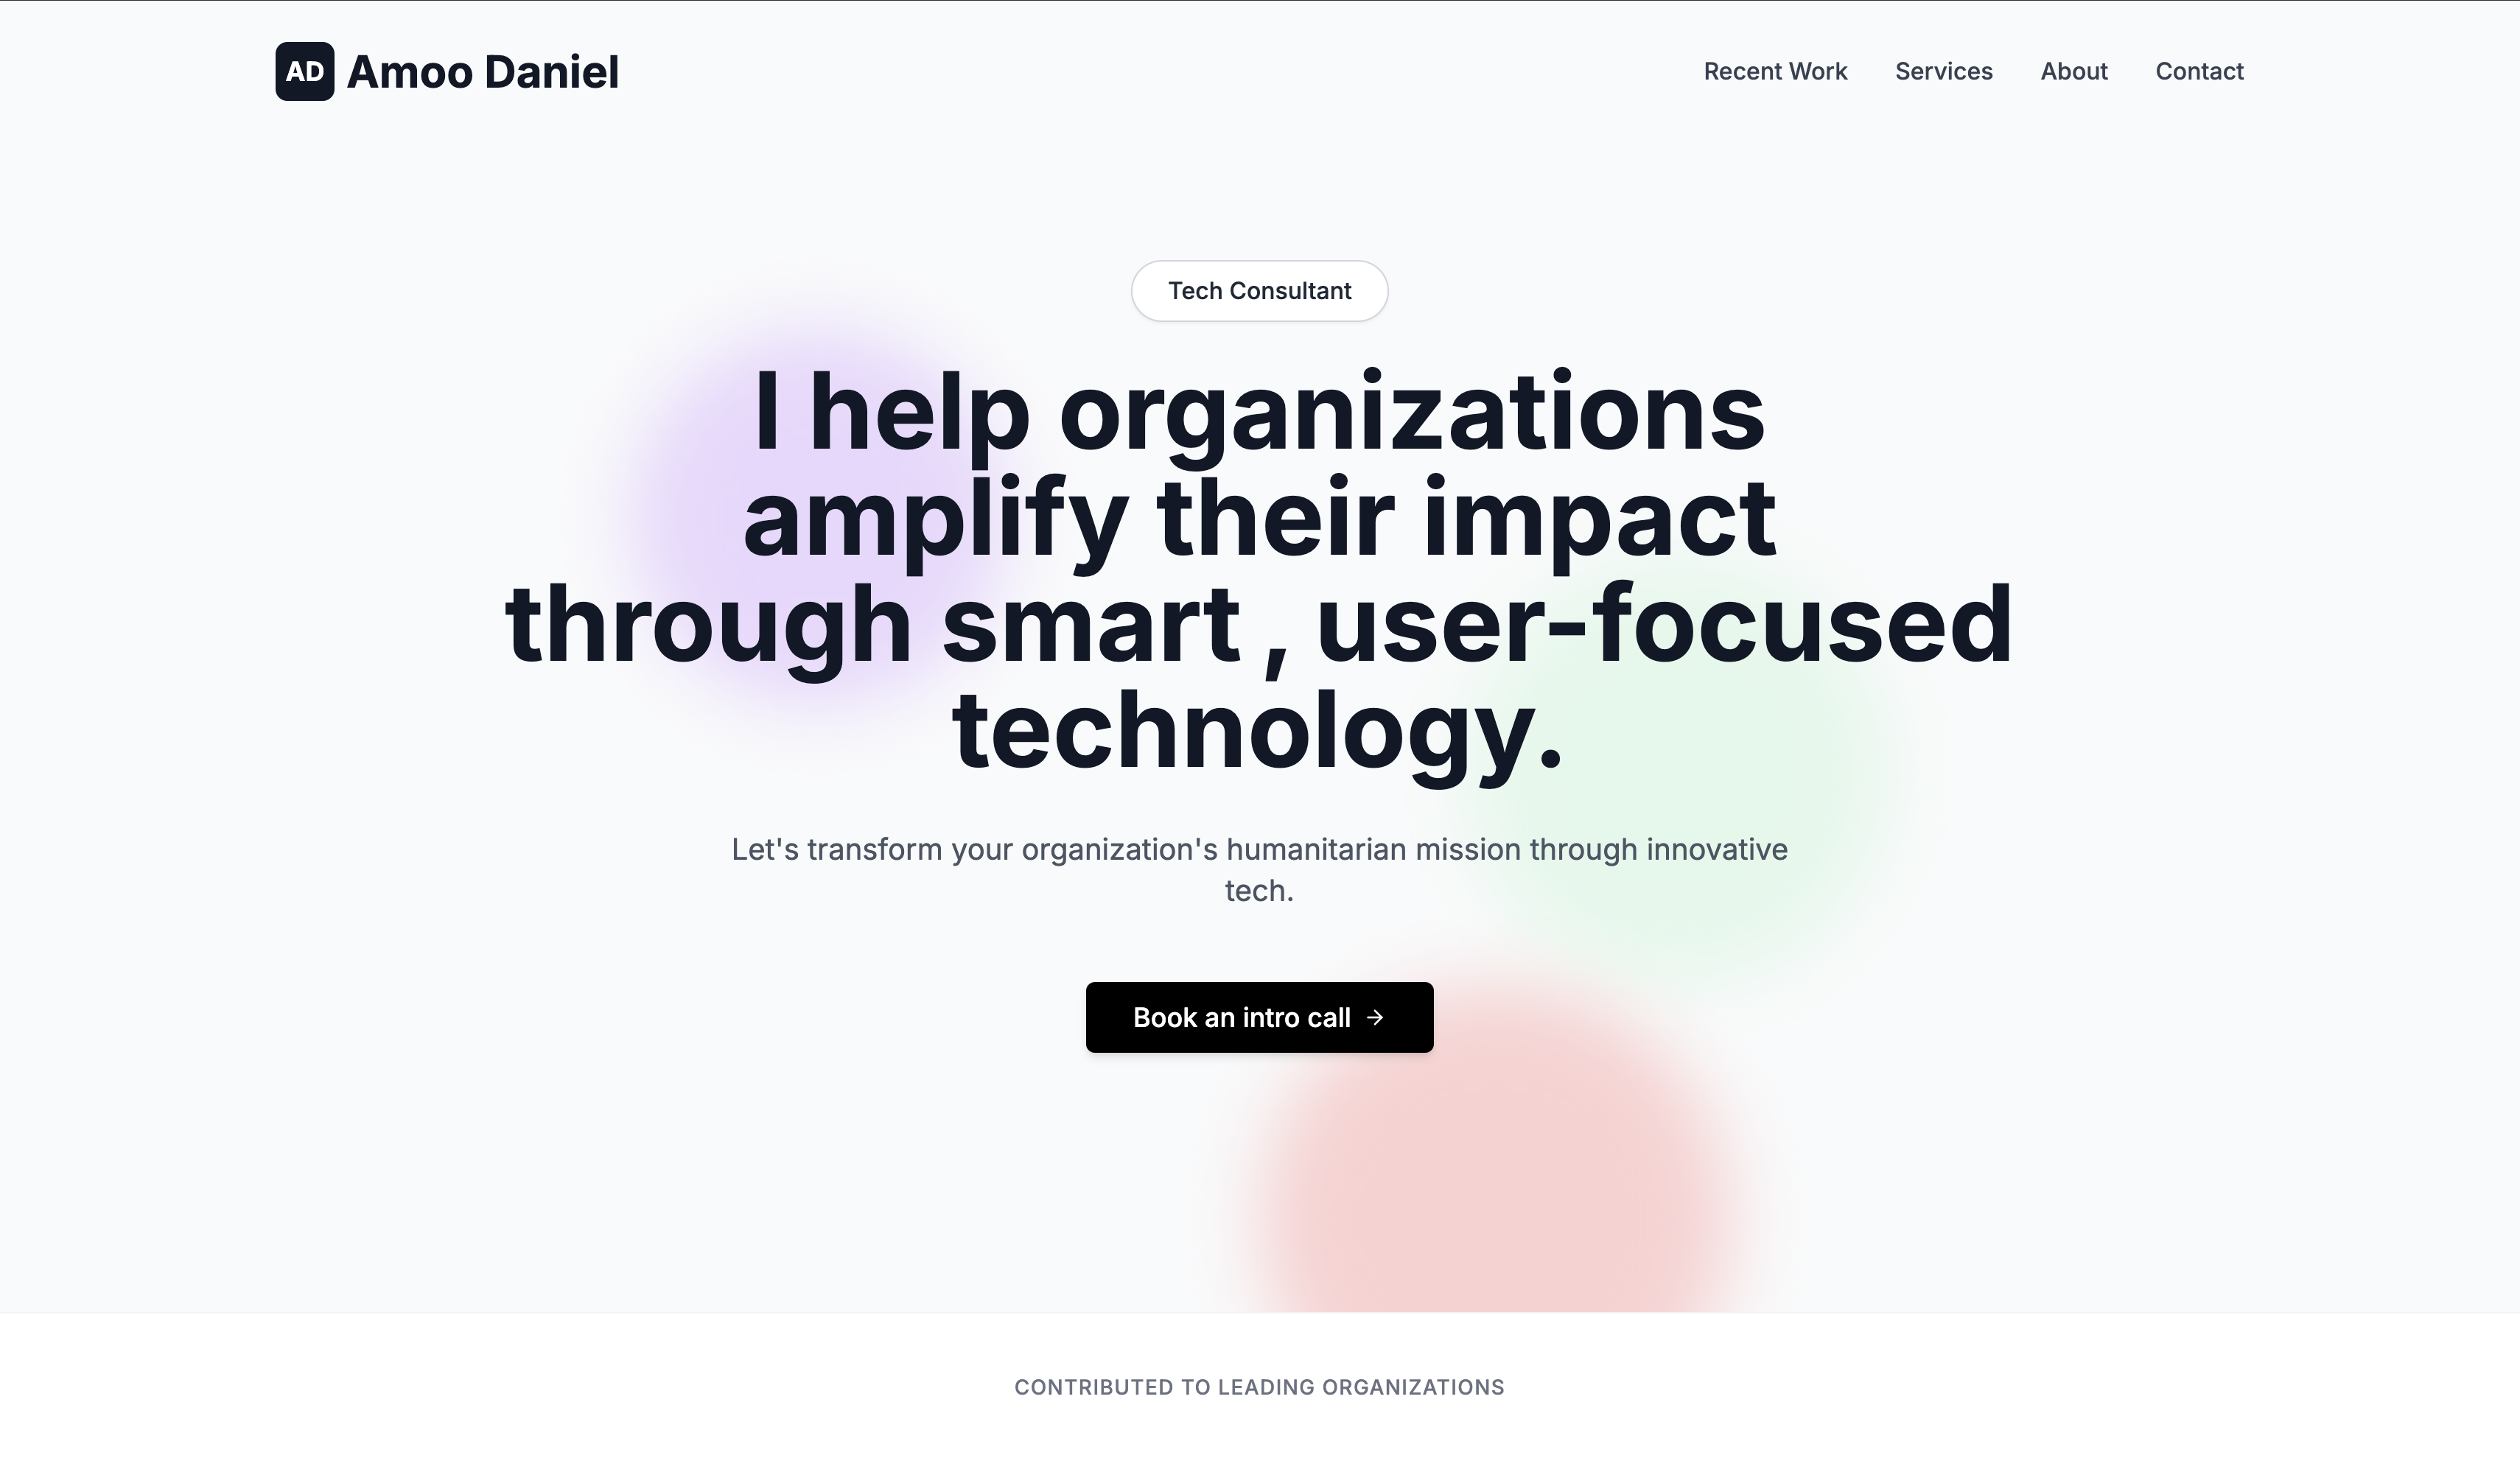 AD Amoo Daniel
Recent Work Services About Contact
Tech Consultant
I help organizations
amplify their impact
through smart , user-focused
technology.
Let's transform your organization's humanitarian mission through innovative
tech.
Book an intro call →
CONTRIBUTED TO LEADING ORGANIZATIONS